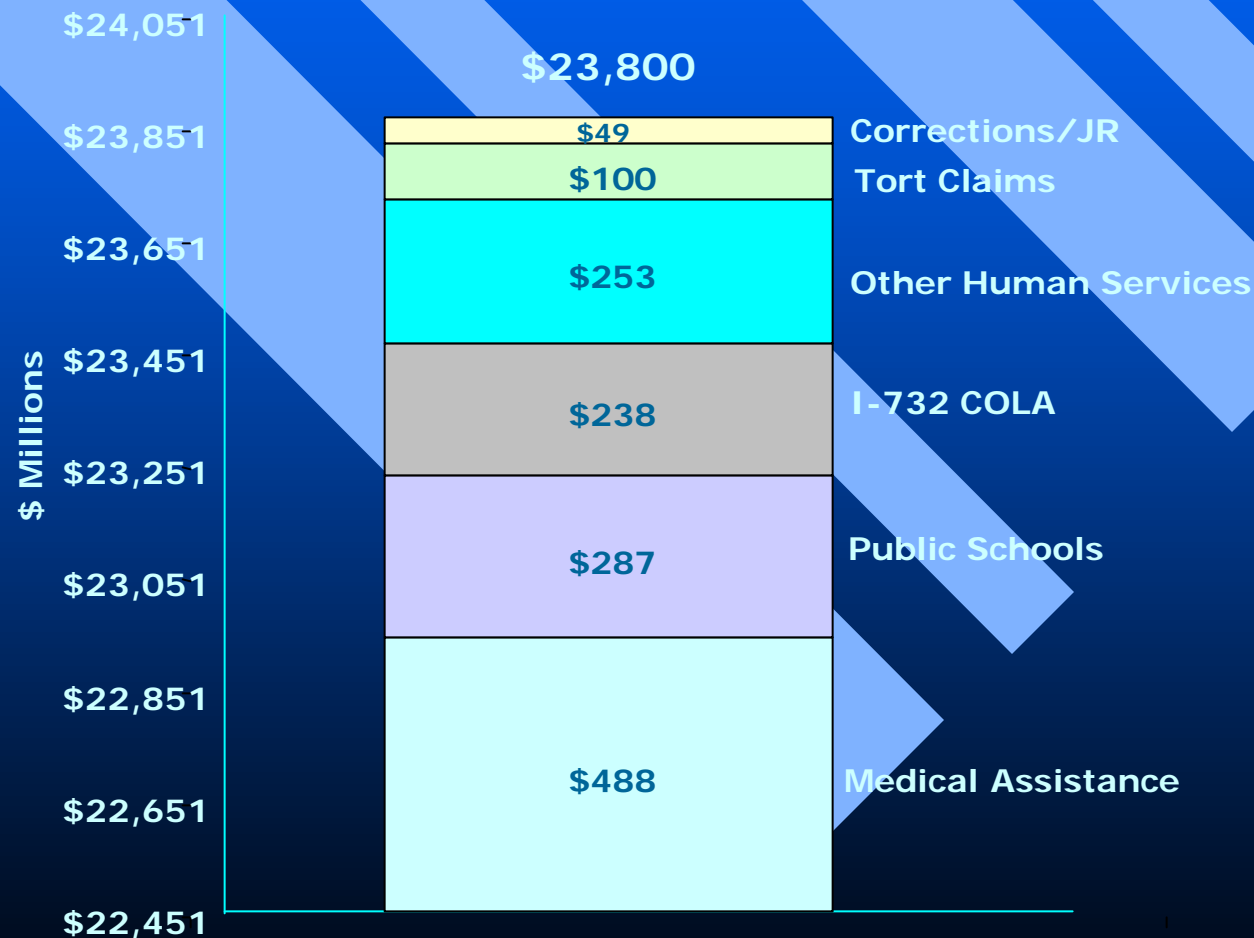 $24,051
$23,800
$23,851
$49
Corrections/JR
$100
Tort Claims
$23,651
$253
Other Human Services
$ Millions
$23,451
$238
I-732 COLA
$23,251
$287
Public Schools
$23,051
$22,851
$488
Medical Assistance
$22,651
$22,451